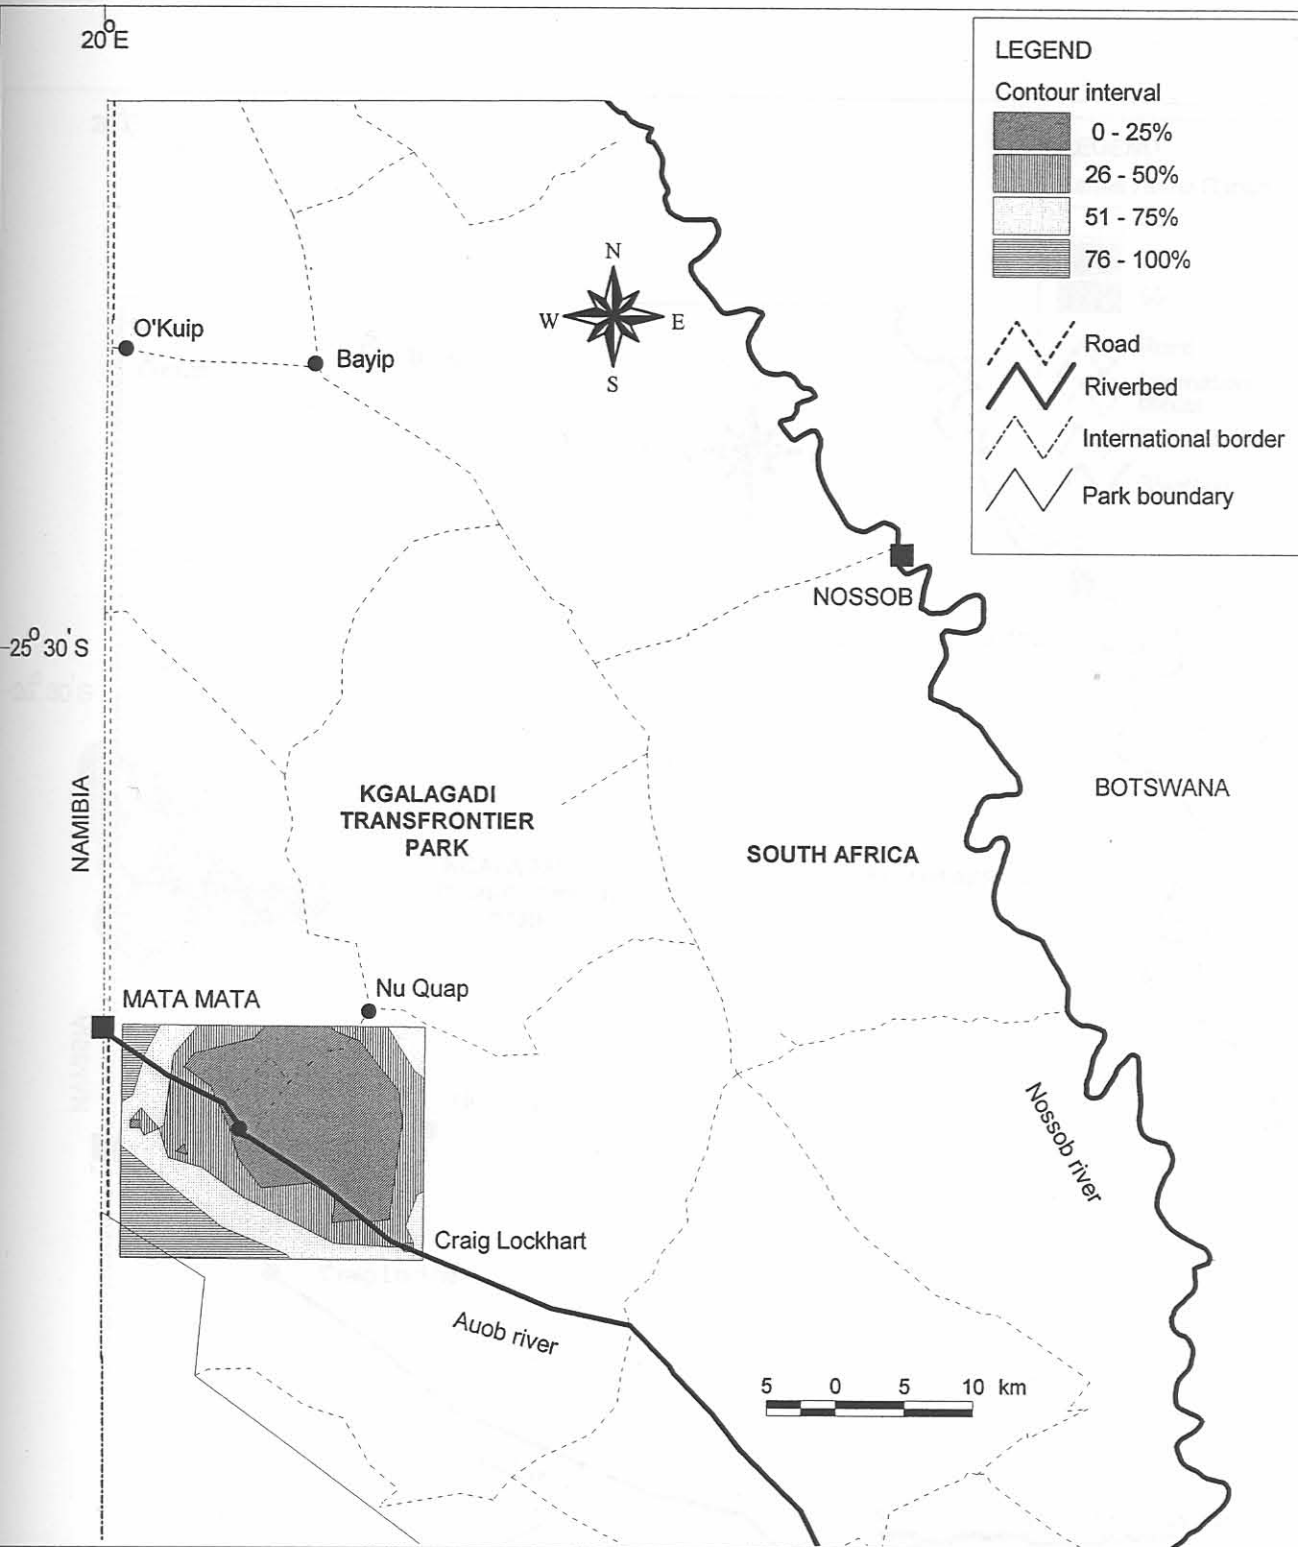 20°E
LEGEND
Contour interval
0 - 25%
26 - 50%
51 - 75%
76 - 100%
Road
Riverbed
International border
Park boundary
N
W E
S
O'Kuip
Bayip
NOSSOB
25° 30' S
NAMIBIA
KGALAGADI
TRANSFRONTIER
PARK
SOUTH AFRICA
BOTSWANA
MATA MATA
Nu Quap
Nossob river
Craig Lockhart
Auob river
5 0 5 10 km